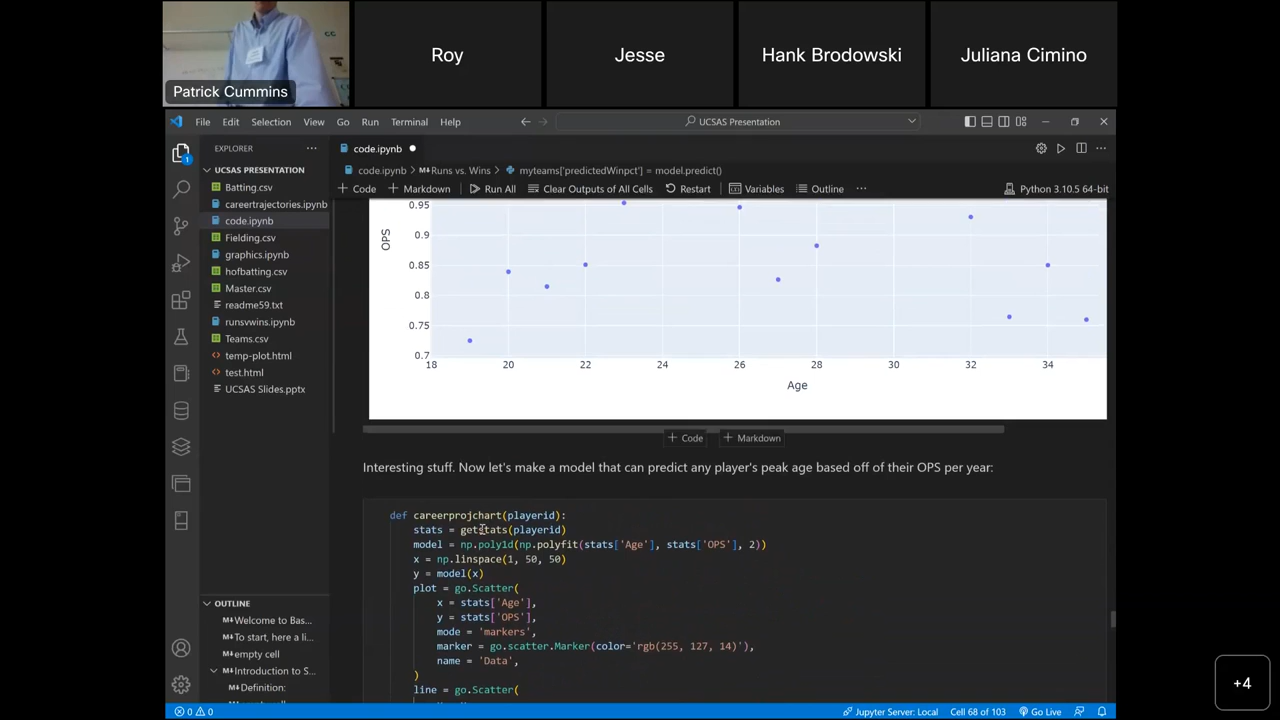 Patrick Cummins
Roy
Jesse
Hank Brodowski
Juliana Cimino
File Edit Selection View Go Run Terminal Help
UCSAS Presentation
EXPLORER
code.ipynb
UCSAS PRESENTATION
code.ipynb > M↓Runs vs. Wins > myteams['predictedWinpct'] = model.predict()
+ Code + Markdown Run All Clear Outputs of All Cells Restart Variables Outline ... Python 3.10.5 64-bit
Batting.csv
careertrajectories.ipynb
code.ipynb
Fielding.csv
graphics.ipynb
hofbatting.csv
Master.csv
readme59.txt
runsvwins.ipynb
Teams.csv
temp-plot.html
test.html
UCSAS Slides.pptx
OPS
0.95
0.9
0.85
0.8
0.75
0.7
18 20 22 24 26 28 30 32 34
Age
+ Code + Markdown
Interesting stuff. Now let's make a model that can predict any player's peak age based off of their OPS per year:
def careerprojchart(playerid):
stats = getstats(playerid)
model = np.poly1d(np.polyfit(stats['Age'], stats['OPS'], 2))
x = np.linspace(1, 50, 50)
y = model(x)
plot = go.Scatter(
x = stats['Age'],
y = stats['OPS'],
mode = 'markers',
marker = go.scatter.Marker(color='rgb(255, 127, 14)'),
name = 'Data',
)
line = go.Scatter(
OUTLINE
M↓Welcome to Bas...
M↓To start, here a li...
M↓empty cell
M↓Introduction to S...
M↓Definition:
0 0
Jupyter Server: Local Cell 68 of 103 Go Live
+4